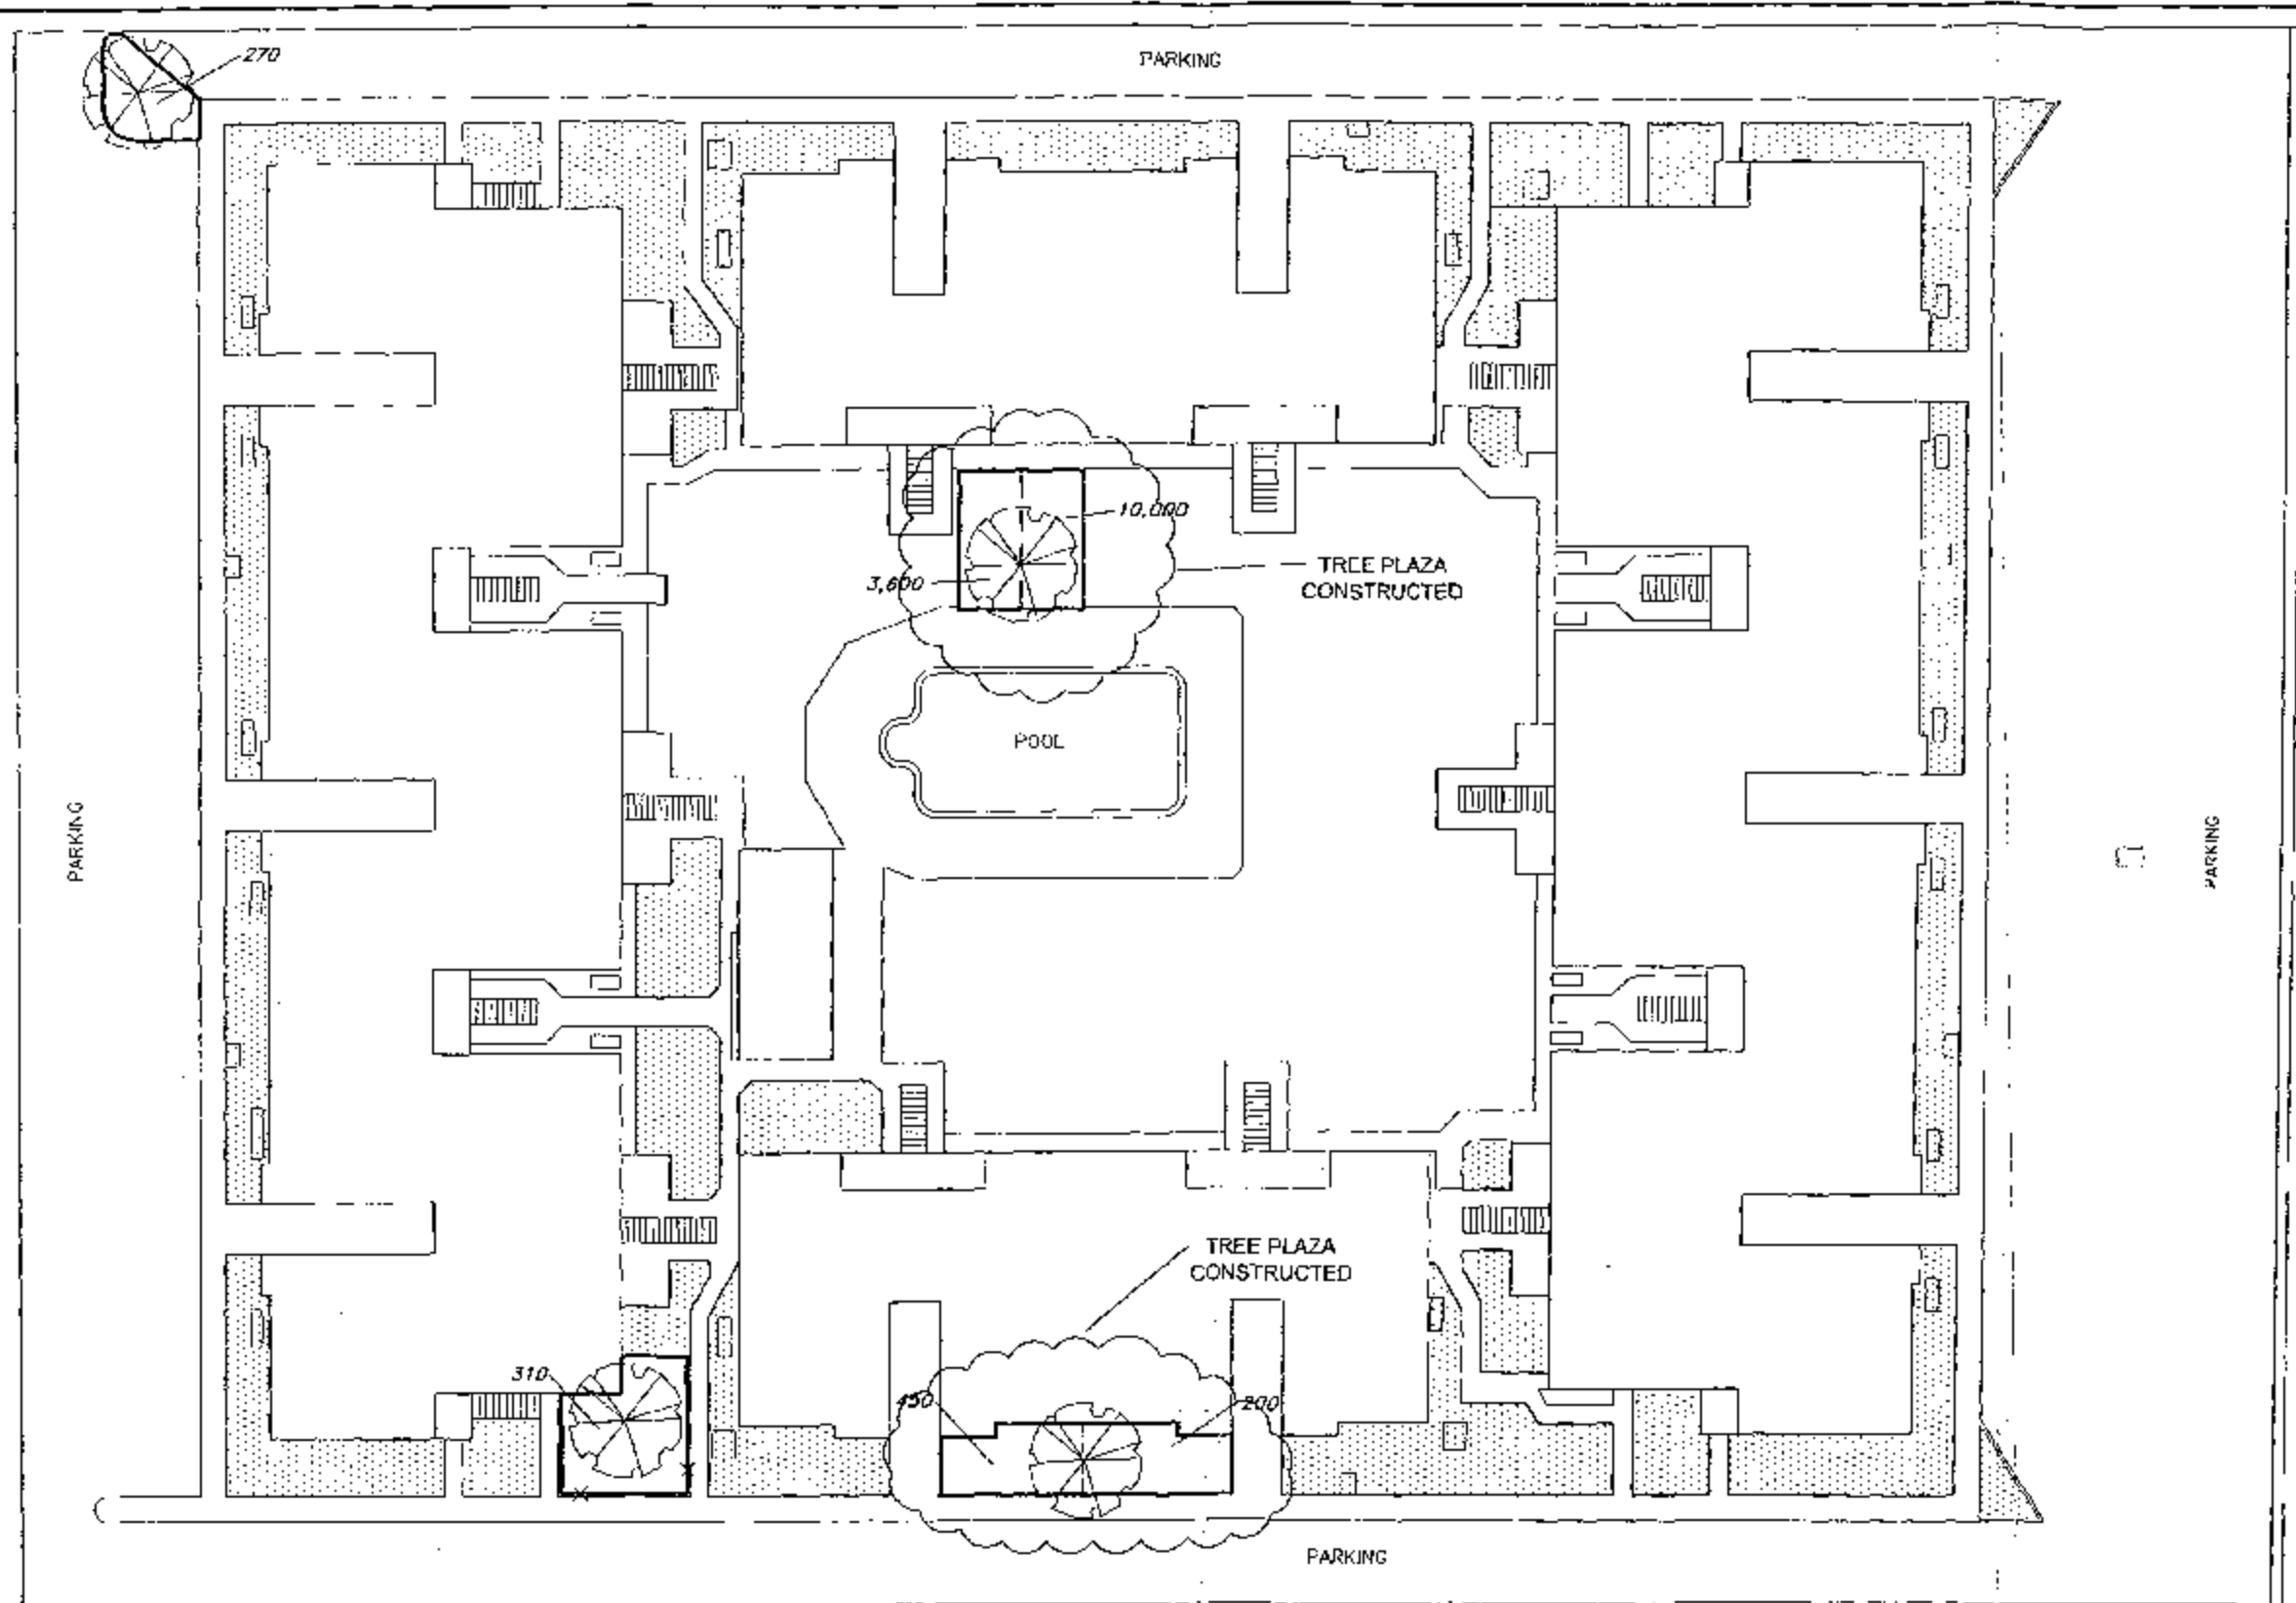 270
PARKING
10,000
3,600
TREE PLAZA
CONSTRUCTED
POOL
PARKING
PARKING
TREE PLAZA
CONSTRUCTED
310
450
200
PARKING